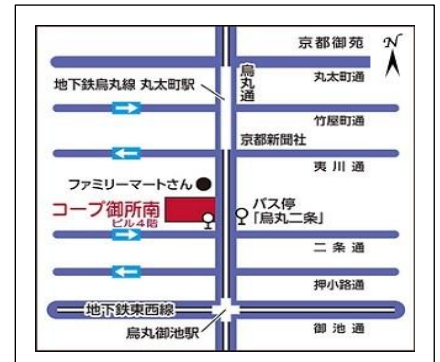 京都御苑
N
地下鉄烏丸線 丸太町駅
烏丸通
丸太町通
竹屋町通
京都新聞社
夷川通
ファミリーマートさん
コープ御所南
ビル4階
バス停
「烏丸二条」
二条通
押小路通
地下鉄東西線
烏丸御池駅
御池通